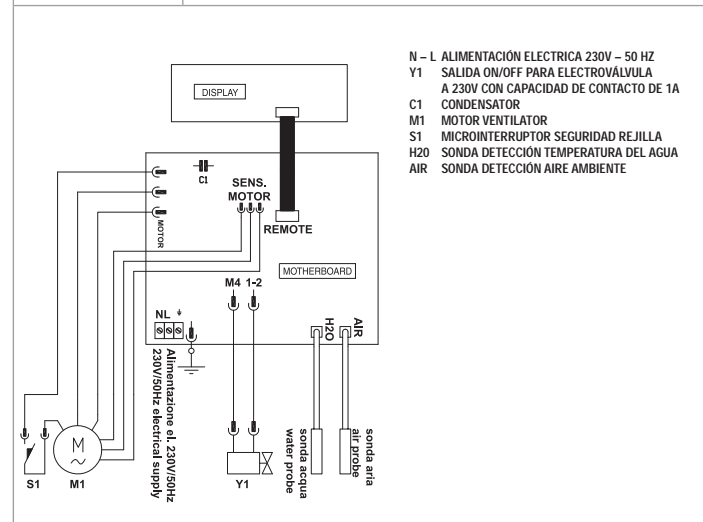 DISPLAY
C1
SENS.
MOTOR
REMOTE
MOTOR
MOTHERBOARD
M4 1-2
NL
H2O
AIR
Alimentazione el. 230V/50Hz
230V/50Hz electrical supply
M
S1
M1
Y1
sonda acqua
water probe
sonda aria
air probe
N – L ALIMENTACIÓN ELECTRICA 230V – 50 HZ
Y1 SALIDA ON/OFF PARA ELECTROVÁLVULA
A 230V CON CAPACIDAD DE CONTACTO DE 1A
C1 CONDENSATOR
M1 MOTOR VENTILATOR
S1 MICROINTERRUPTOR SEGURIDAD REJILLA
H20 SONDA DETECCIÓN TEMPERATURA DEL AGUA
AIR SONDA DETECCIÓN AIRE AMBIENTE